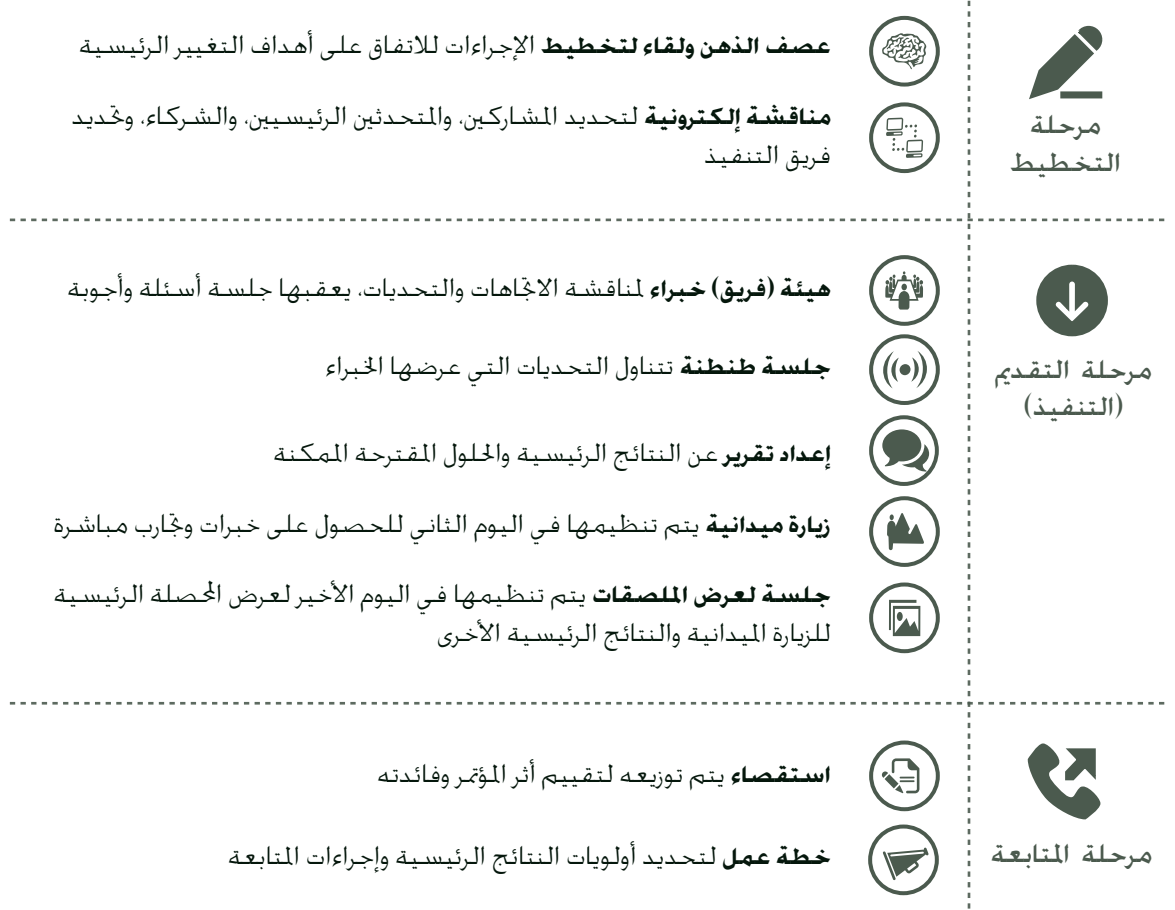 مرحلة
التخطيط
عصف الذهن ولقاء لتخطيط الإجراءات للاتفاق على أهداف التغيير الرئيسية
مناقشة إلكترونية لتحديد المشاركين، والمتحدثين الرئيسيين، والشركاء، وتحديد
فريق التنفيذ
مرحلة التقديم
(التنفيذ)
هيئة (فريق) خبراء لمناقشة الاتجاهات والتحديات، يعقبها جلسة أسئلة وأجوبة
جلسة طنطنة تتناول التحديات التي عرضها الخبراء
إعداد تقرير عن النتائج الرئيسية والحلول المقترحة الممكنة
زيارة ميدانية يتم تنظيمها في اليوم الثاني للحصول على خبرات وتجارب مباشرة
جلسة لعرض الملصقات يتم تنظيمها في اليوم الأخير لعرض المحصلة الرئيسية
للزيارة الميدانية والنتائج الرئيسية الأخرى
مرحلة المتابعة
استقصاء يتم توزيعه لتقييم أثر المؤتمر وفائدته
خطة عمل لتحديد أولويات النتائج الرئيسية وإجراءات المتابعة